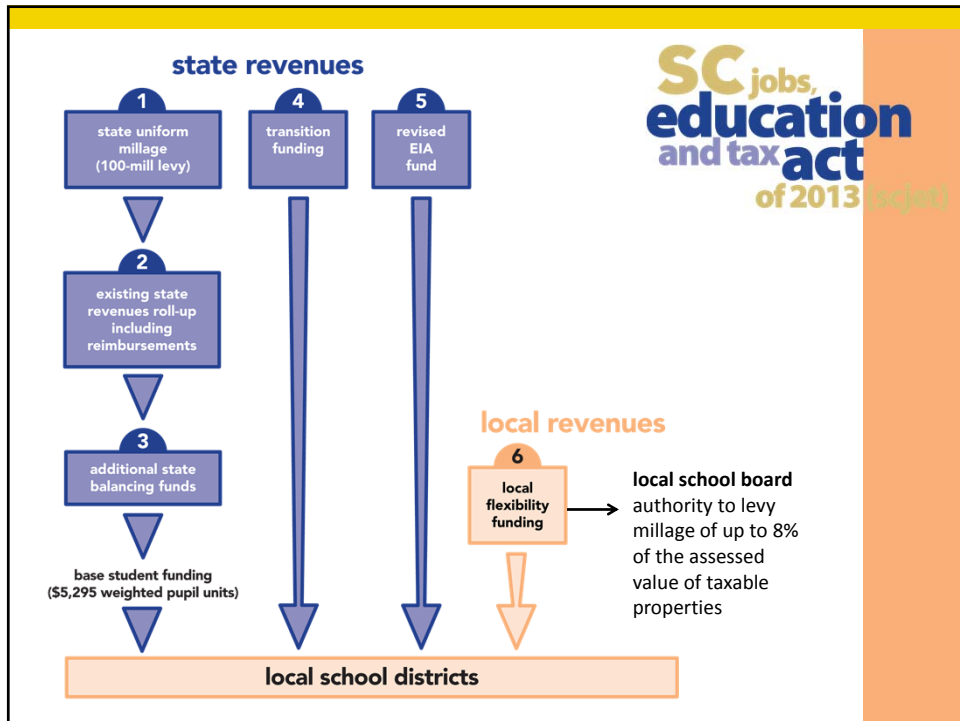 state revenues
SC jobs,
education
and tax act
of 2013 (scjet)
1
state uniform
millage
(100-mill levy)
4
transition
funding
5
revised
EIA
fund
2
existing state
revenues roll-up
including
reimbursements
3
additional state
balancing funds
base student funding
($5,295 weighted pupil units)
local revenues
6
local
flexibility
funding
local school board
authority to levy
millage of up to 8%
of the assessed
value of taxable
properties
local school districts